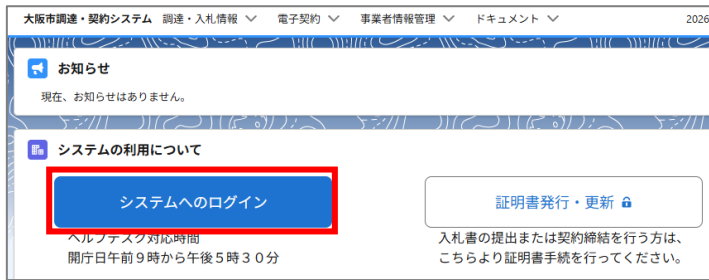 大阪市調達・契約システム 調達・入札情報 電子契約 事業者情報管理 ドキュメント 2026
お知らせ
現在、お知らせはありません。
システムの利用について
システムへのログイン 証明書発行・更新
ヘルプデスク対応時間 入札書の提出または契約締結を行う方は、
開庁日午前9時から午後5時30分 こちらより証明書手続を行ってください。